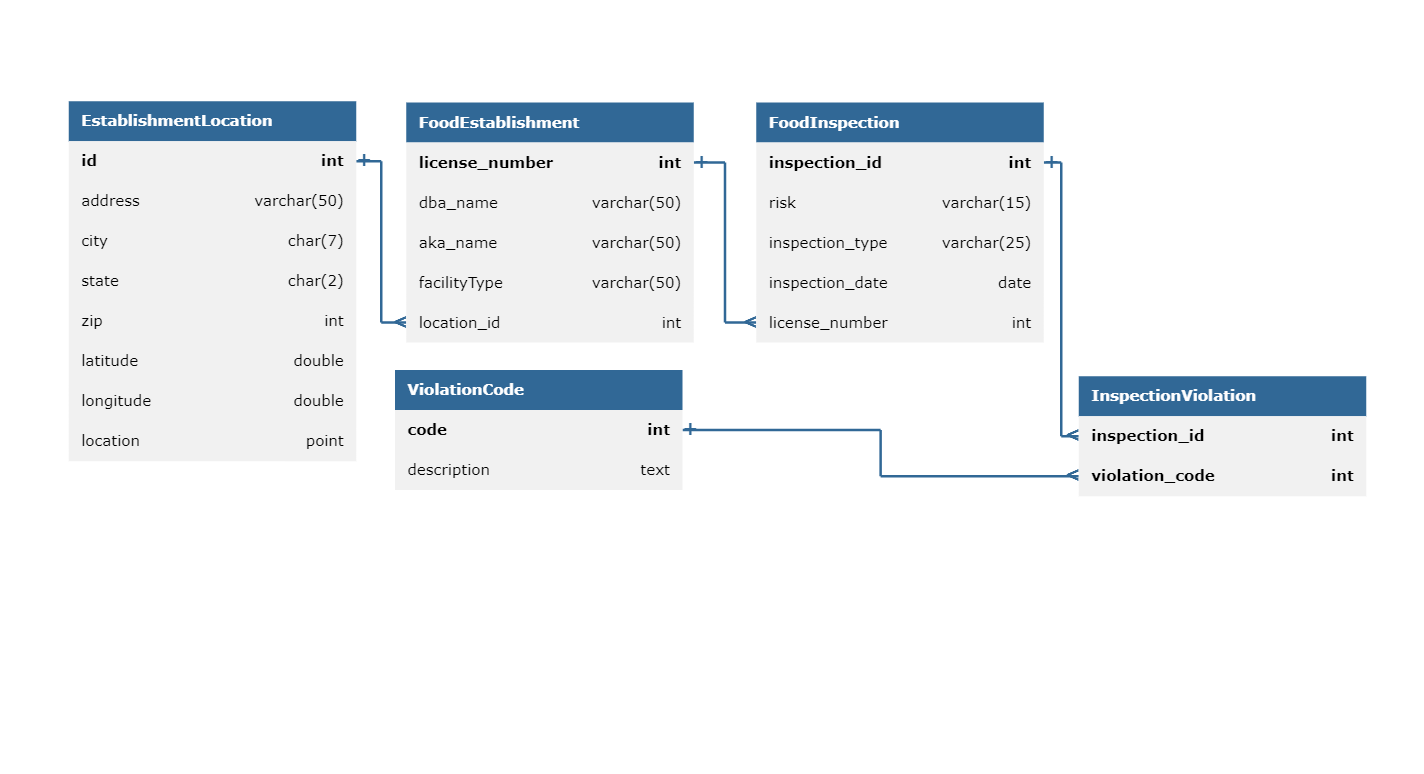 EstablishmentLocation
id int
address varchar(50)
city char(7)
state char(2)
zip int
latitude double
longitude double
location point
FoodEstablishment
license_number int
dba_name varchar(50)
aka_name varchar(50)
facilityType varchar(50)
location_id int
FoodInspection
inspection_id int
risk varchar(15)
inspection_type varchar(25)
inspection_date date
license_number int
ViolationCode
code int
description text
InspectionViolation
inspection_id int
violation_code int